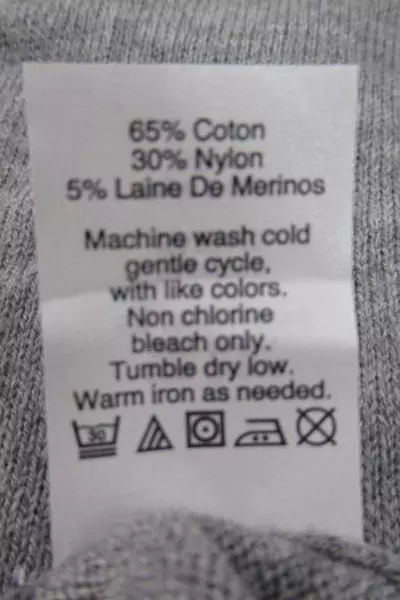 65% Coton
30% Nylon
5% Laine De Merinos
Machine wash cold
gentle cycle,
with like colors.
Non chlorine
bleach only.
Tumble dry low.
Warm iron as needed.
30